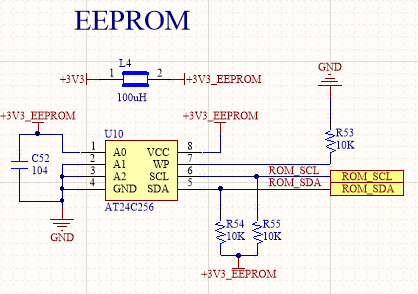 EEPROM
L4
+3V3 1 2 +3V3_EEPROM
100uH
GND
+3V3_EEPROM +3V3_EEPROM
U10
R53
10K
C52
104
1 A0 VCC 8
2 A1 WP 7
3 A2 SCL 6 ROM_SCL ROM_SCL
4 GND SDA 5 ROM_SDA ROM_SDA
AT24C256
GND
R54
10K
R55
10K
+3V3_EEPROM